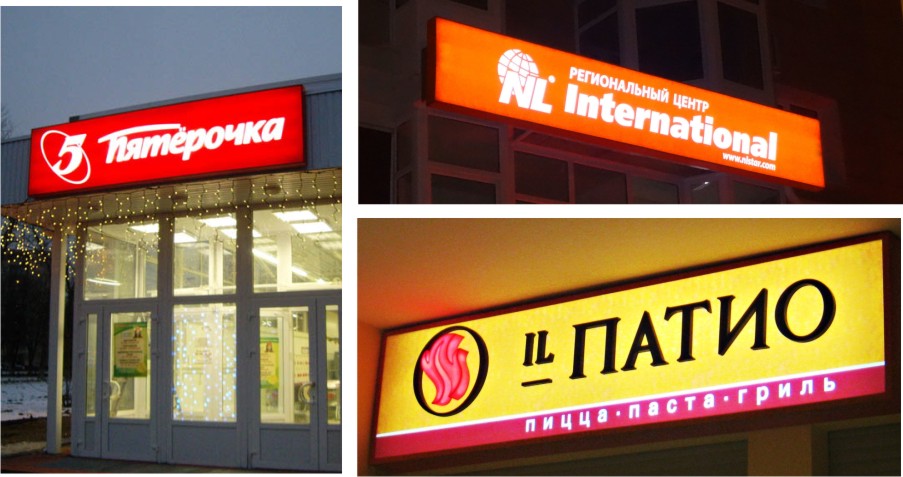 5 Пятёрочка
NL®
РЕГИОНАЛЬНЫЙ ЦЕНТР
International
www.nlstar.com
IL ПАТИО
пицца·паста·гриль